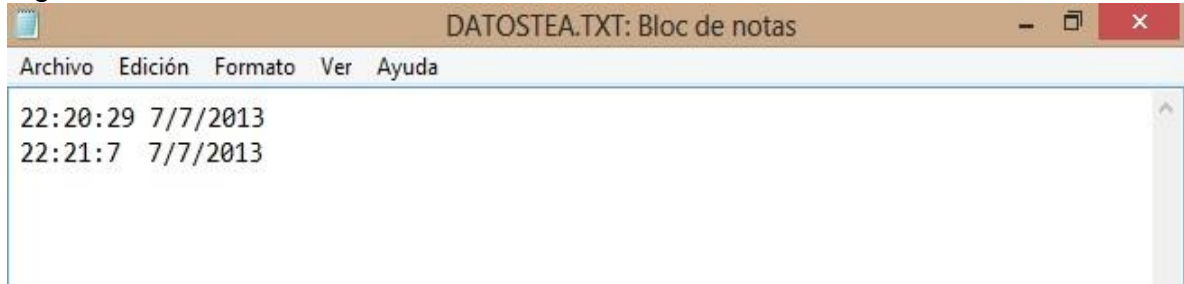 DATOSTEA.TXT: Bloc de notas
Archivo Edición Formato Ver Ayuda
22:20:29 7/7/2013
22:21:7  7/7/2013